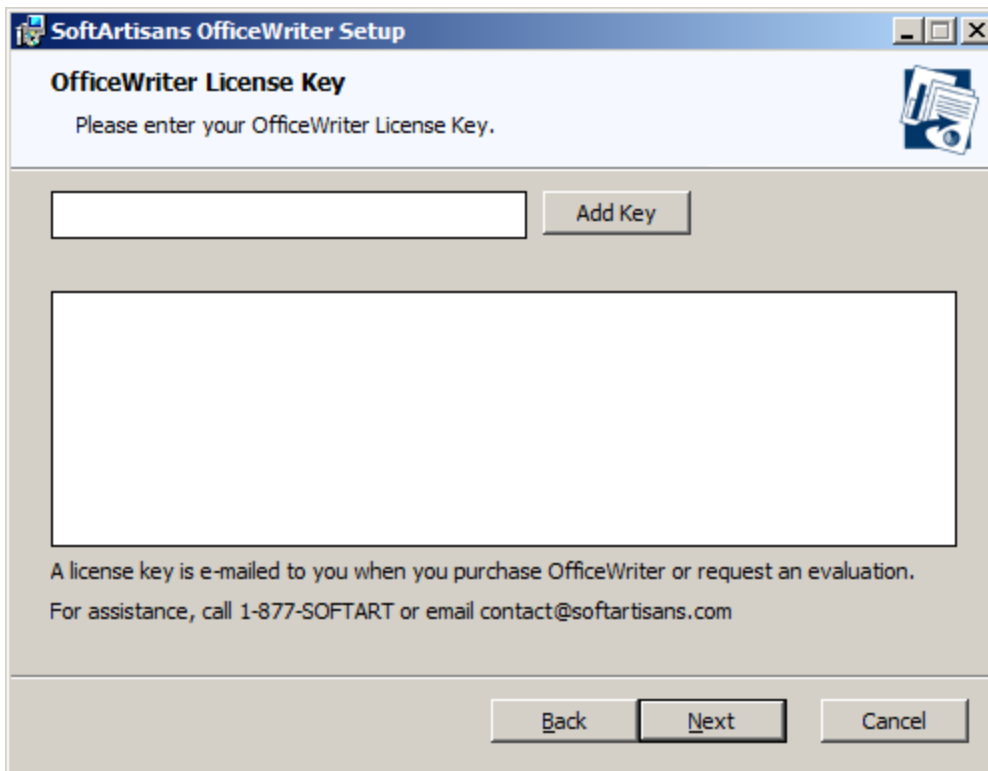 SoftArtisans OfficeWriter Setup
OfficeWriter License Key
Please enter your OfficeWriter License Key.
Add Key
A license key is e-mailed to you when you purchase OfficeWriter or request an evaluation.
For assistance, call 1-877-SOFTART or email contact@softartisans.com
Back Next Cancel